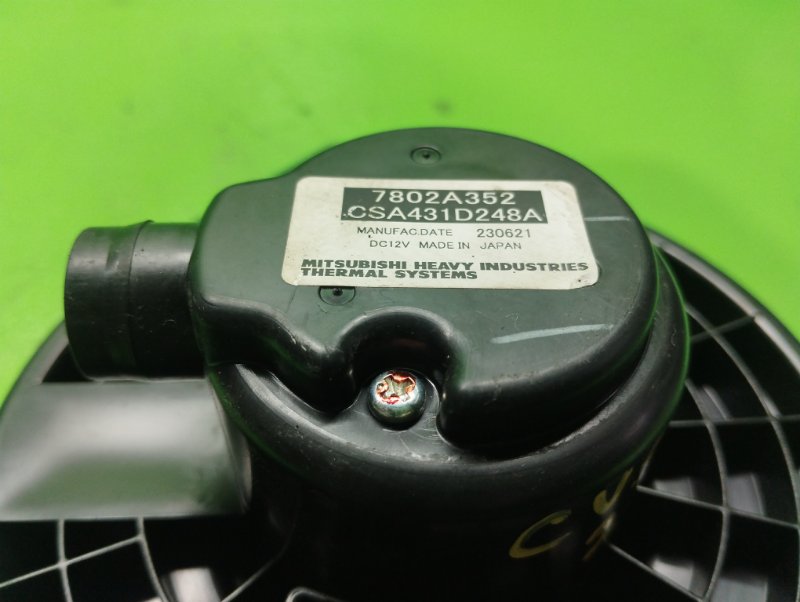 7802A352
CSA431D248A
MANUFAC.DATE 230621
DC12V MADE IN JAPAN
MITSUBISHI HEAVY INDUSTRIES
THERMAL SYSTEMS